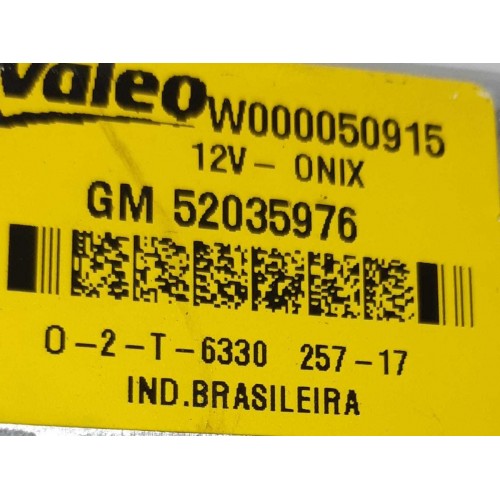 Valeo W000050915
12V - ONIX
GM 52035976
O-2-T-6330 257-17
IND.BRASILEIRA